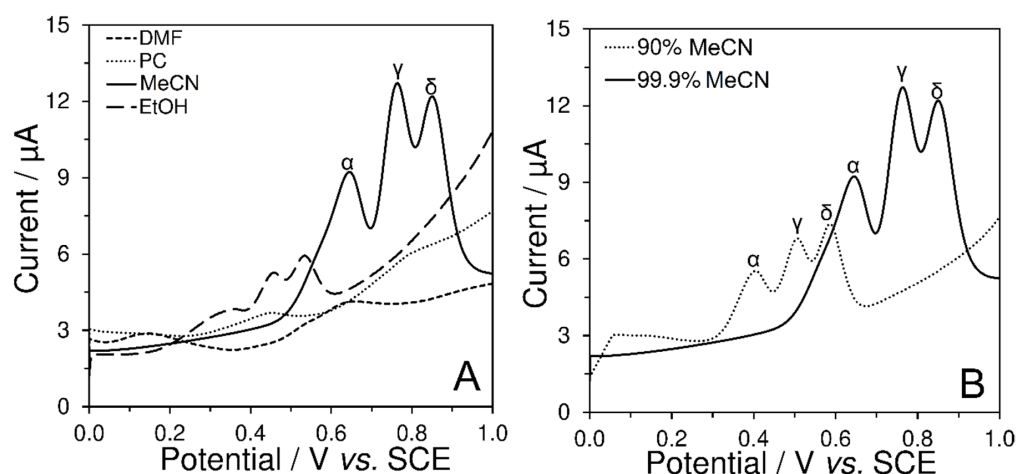 15
12
9
6
3
0
Current / µA
DMF
PC
MeCN
EtOH
α
γ
δ
A
0.0 0.2 0.4 0.6 0.8 1.0
Potential / V vs. SCE
15
12
9
6
3
0
Current / µA
90% MeCN
99.9% MeCN
α
γ
δ
α
γ
δ
B
0.0 0.2 0.4 0.6 0.8 1.0
Potential / V vs. SCE